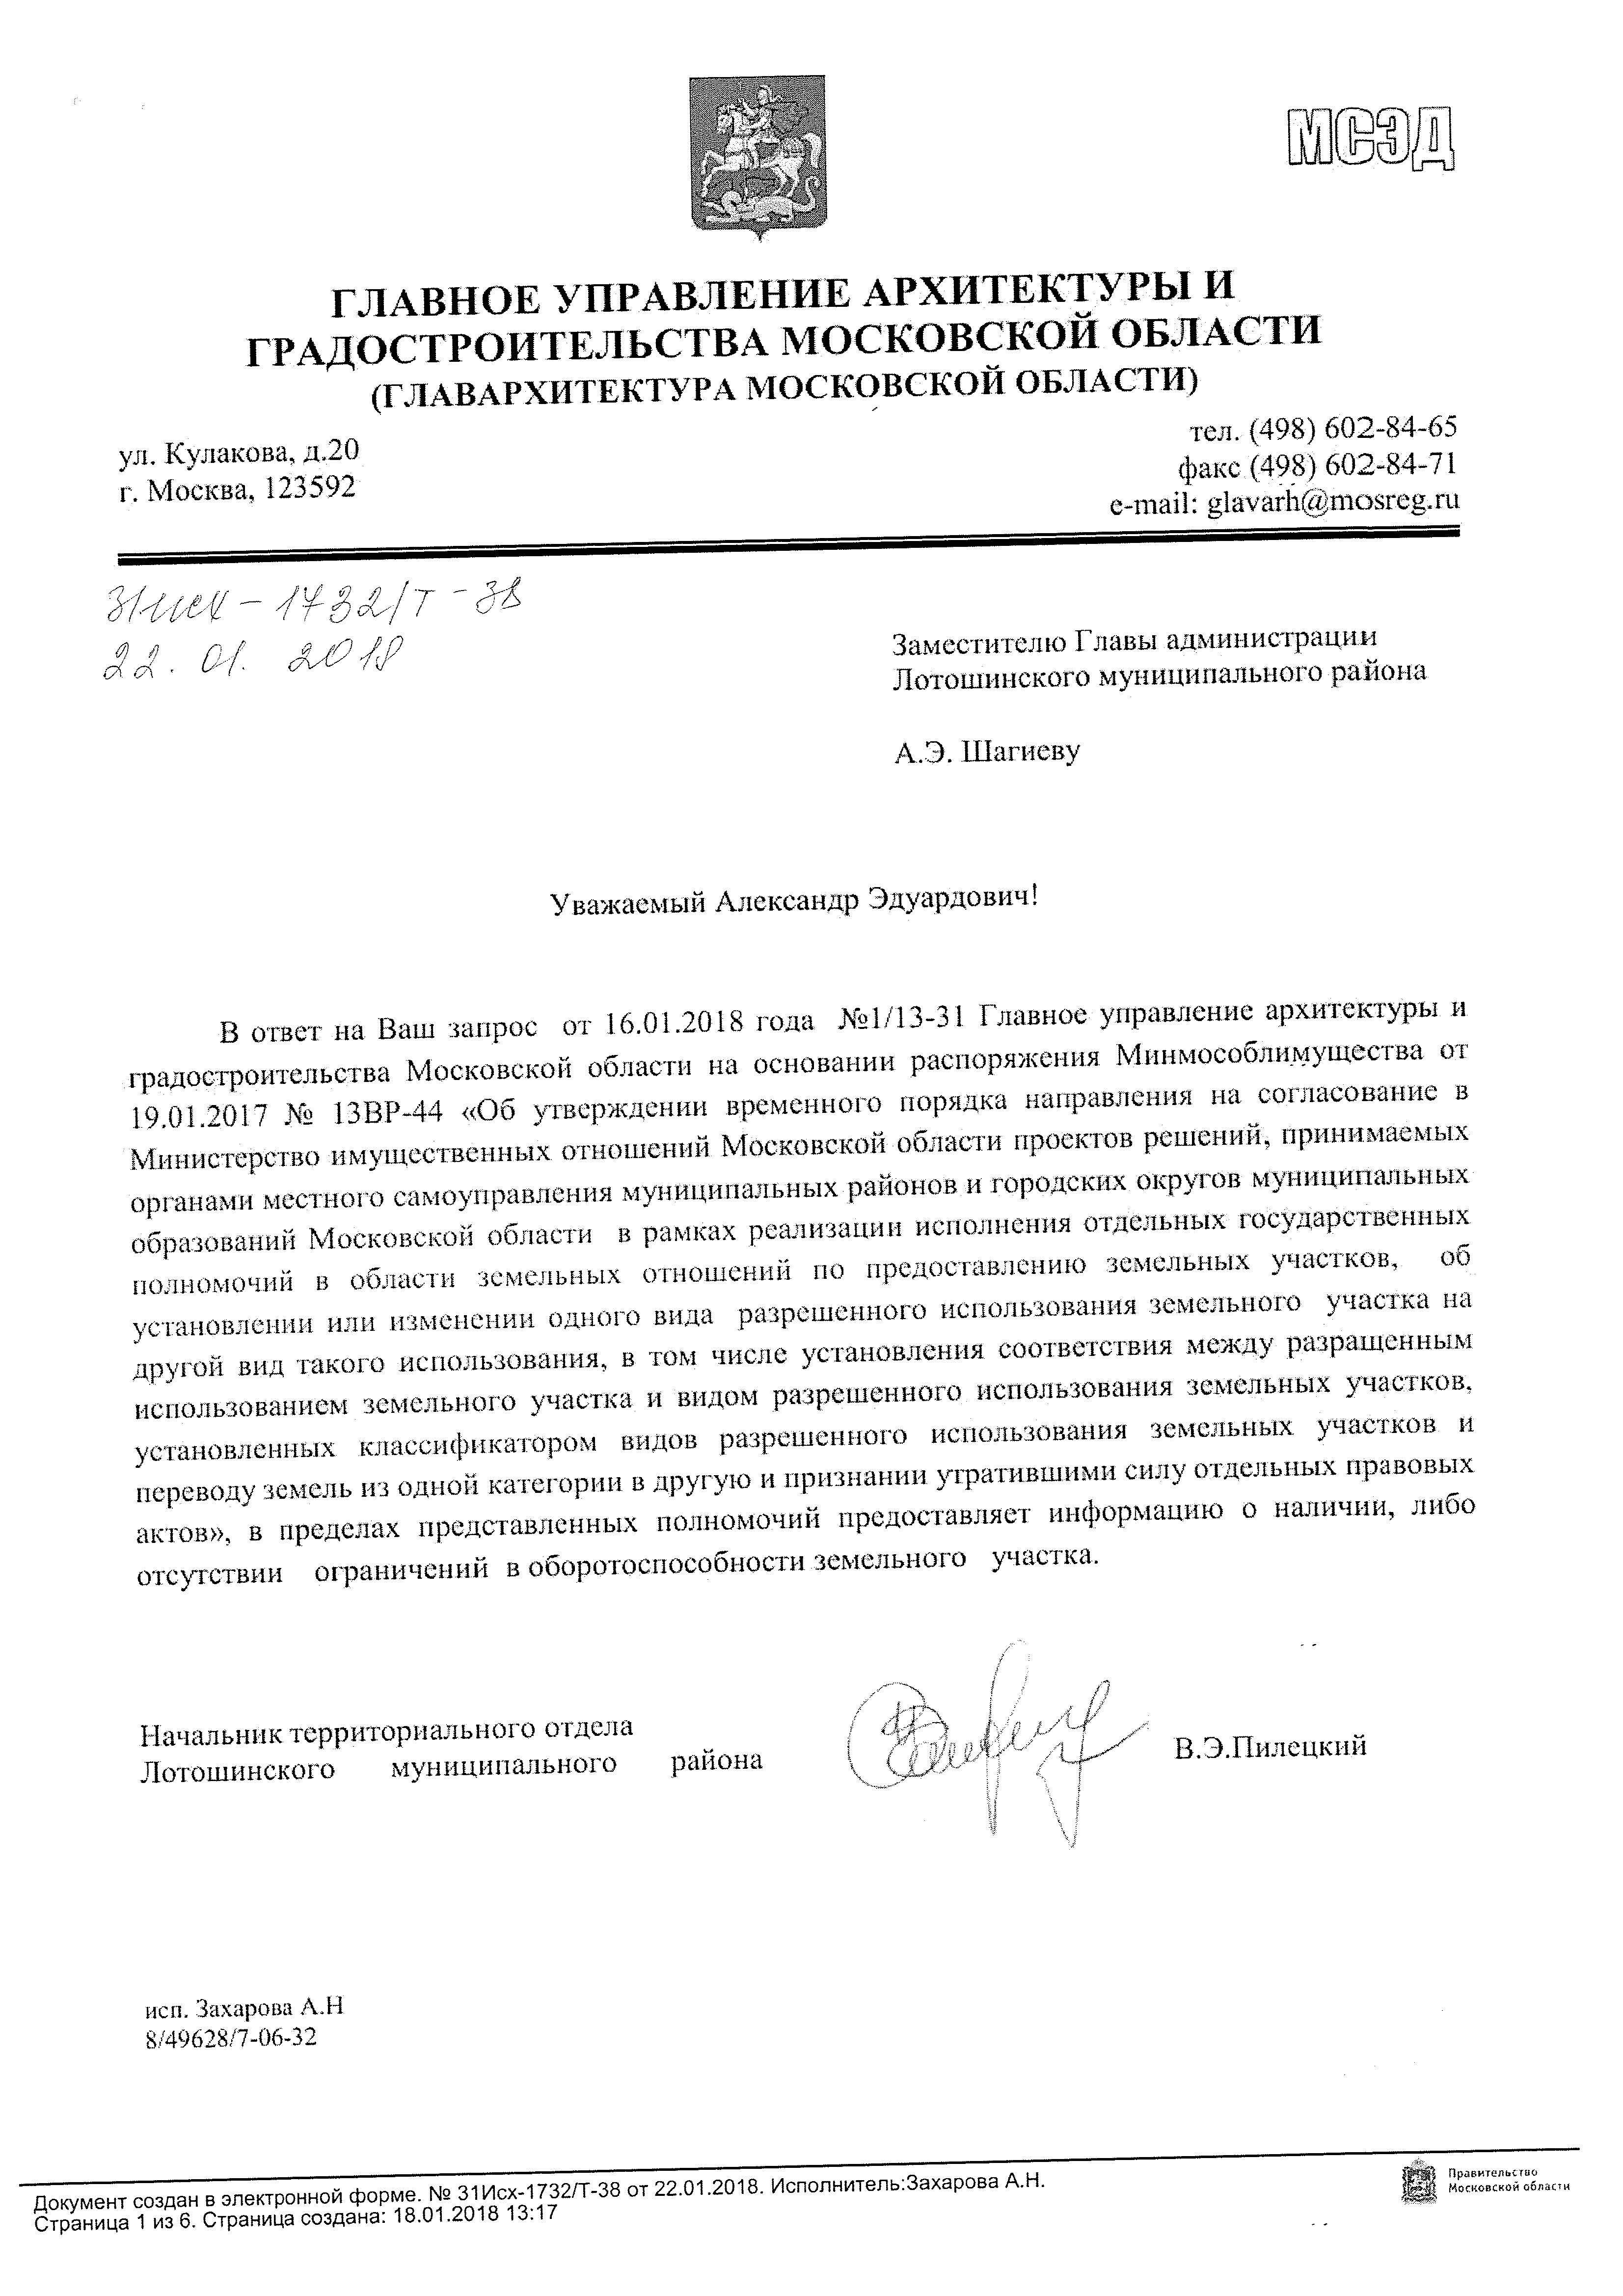 МСЭД
ГЛАВНОЕ УПРАВЛЕНИЕ АРХИТЕКТУРЫ И
ГРАДОСТРОИТЕЛЬСТВА МОСКОВСКОЙ ОБЛАСТИ
(ГЛАВАРХИТЕКТУРА МОСКОВСКОЙ ОБЛАСТИ)
ул. Кулакова, д.20
г. Москва, 123592
тел. (498) 602-84-65
факс (498) 602-84-71
e-mail: glavarh@mosreg.ru
31исх-1732/Т-38
22.01.2018
Заместителю Главы администрации
Лотошинского муниципального района
А.Э. Шагиеву
Уважаемый Александр Эдуардович!
В ответ на Ваш запрос от 16.01.2018 года №1/13-31 Главное управление архитектуры и
градостроительства Московской области на основании распоряжения Минмособлимущества от
19.01.2017 № 13ВР-44 «Об утверждении временного порядка направления на согласование в
Министерство имущественных отношений Московской области проектов решений, принимаемых
органами местного самоуправления муниципальных районов и городских округов муниципальных
образований Московской области в рамках реализации исполнения отдельных государственных
полномочий в области земельных отношений по предоставлению земельных участков, об
установлении или изменении одного вида разрешенного использования земельного участка на
другой вид такого использования, в том числе установления соответствия между разращенным
использованием земельного участка и видом разрешенного использования земельных участков,
установленных классификатором видов разрешенного использования земельных участков и
переводу земель из одной категории в другую и признании утратившими силу отдельных правовых
актов», в пределах представленных полномочий предоставляет информацию о наличии, либо
отсутствии ограничений в оборотоспособности земельного участка.
Начальник территориального отдела
Лотошинского муниципального района
В.Э.Пилецкий
исп. Захарова А.Н
8/49628/7-06-32
Документ создан в электронной форме. № 31Исх-1732/Т-38 от 22.01.2018. Исполнитель:Захарова А.Н.
Страница 1 из 6. Страница создана: 18.01.2018 13:17
Правительство
Московской области